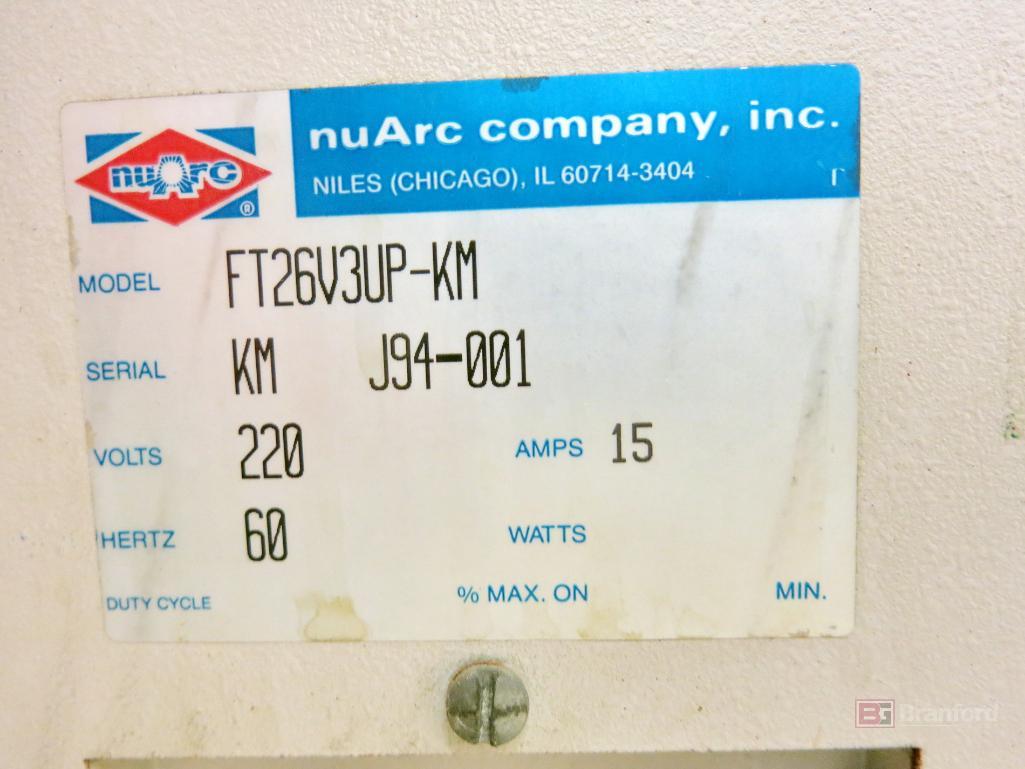 nuArc ®
nuArc company, inc.
NILES (CHICAGO), IL 60714-3404
MODEL FT26V3UP-KM
SERIAL KM J94-001
VOLTS 220 AMPS 15
HERTZ 60 WATTS
DUTY CYCLE % MAX. ON MIN.
BG Branford